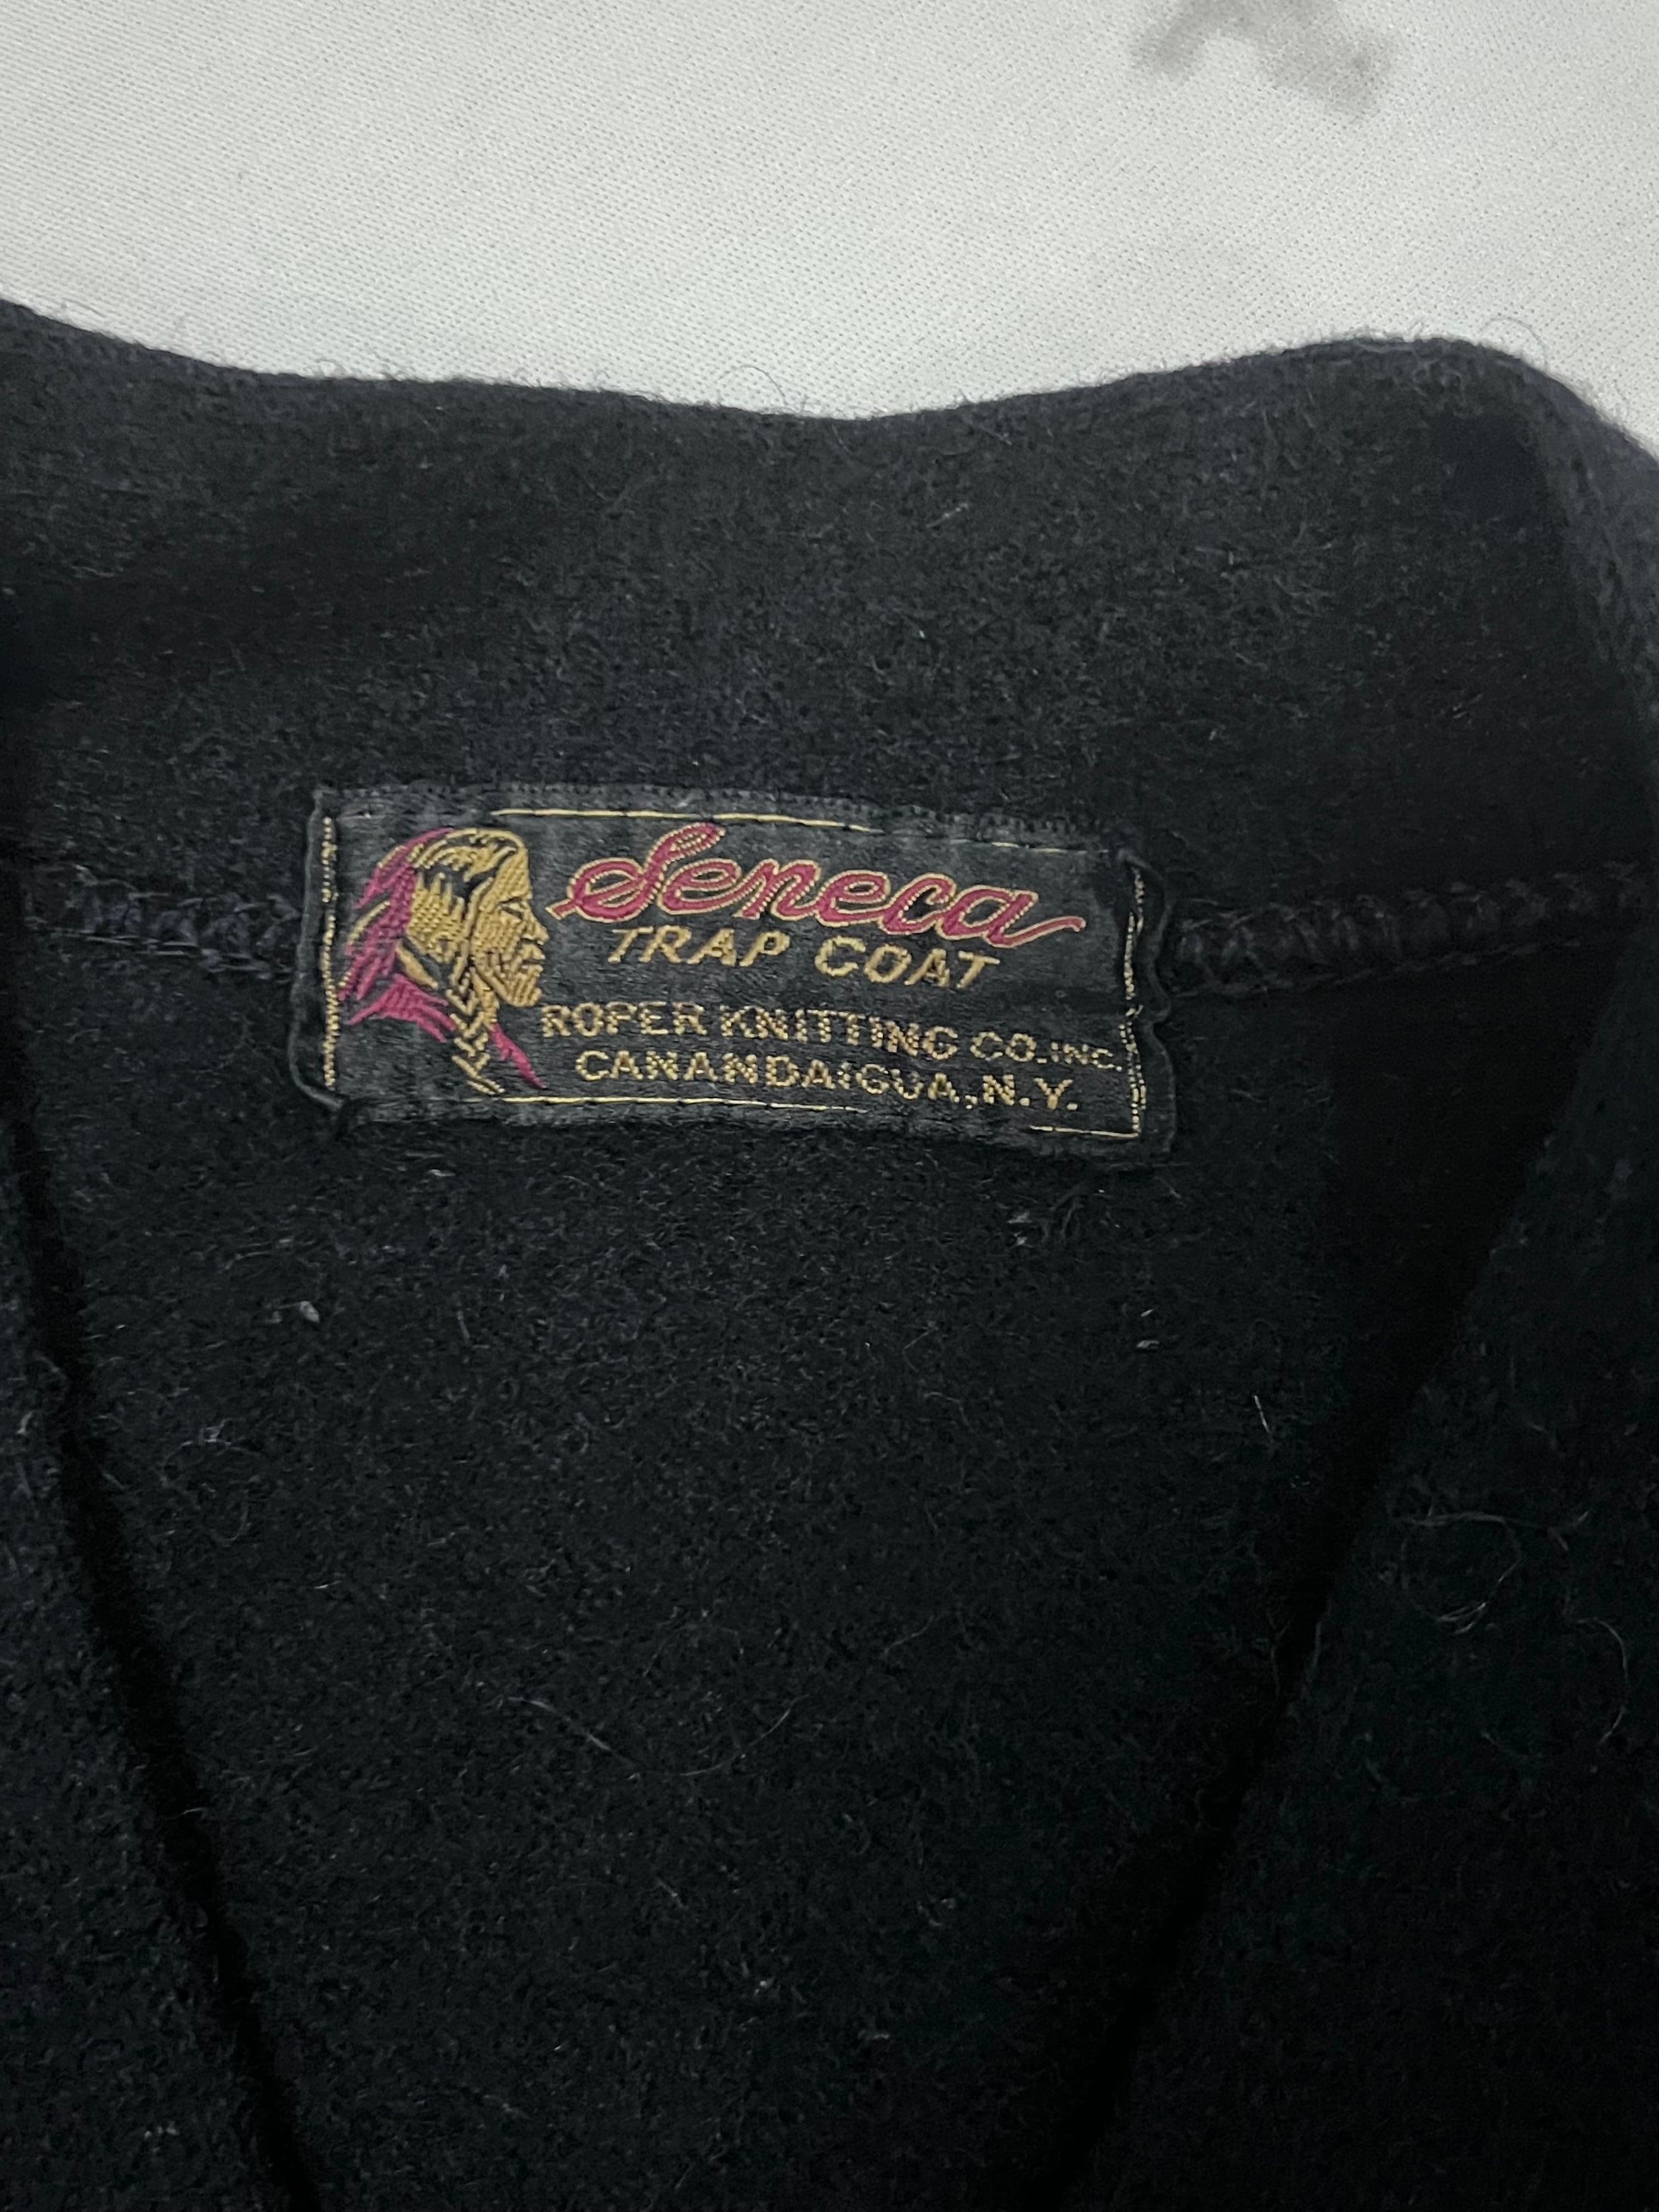 Seneca
TRAP COAT
ROPER KNITTING CO. INC.
CANANDAIGUA, N.Y.